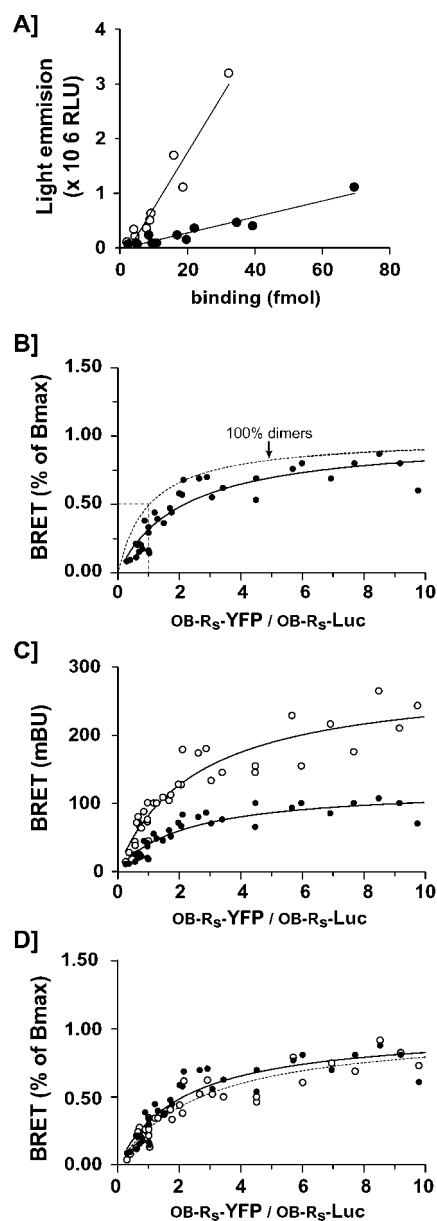 A]
Light emmision
(x 10 6 RLU)
4
3
2
1
0
0 20 40 60 80
binding (fmol)
B]
BRET (% of Bmax)
1.50
1.00
0.50
0.00
100% dimers
0 2 4 6 8 10
OB-RS-YFP / OB-RS-Luc
C]
BRET (mBU)
300
200
100
0
0 2 4 6 8 10
OB-RS-YFP / OB-RS-Luc
D]
BRET (% of Bmax)
1.50
1.00
0.50
0.00
0 2 4 6 8 10
OB-RS-YFP / OB-RS-Luc